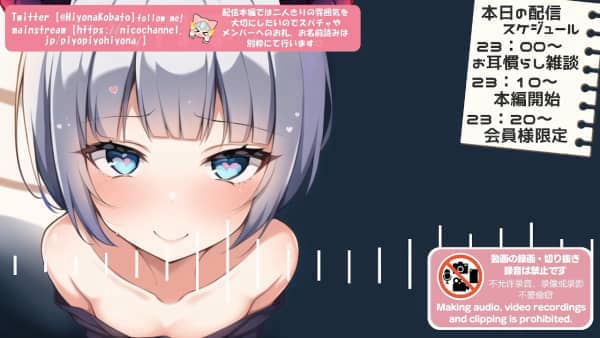 Twitter [@HiyonaKobato]follow me!
mainstream [https://nicochannel.
jp/piyopiyohiyona/]
配信本編では二人きりの雰囲気を
大切にしたいのでスパチャや
メンバーへのお礼、お名前読みは
別枠にて行います
本日の配信
スケジュール
23：00～
お耳慣らし雑談
23：10～
本編開始
23：20～
会員様限定
動画の録画・切り抜き
録音は禁止です
不允许录音、录像或录影
不要偷窃
Making audio, video recordings
and clipping is prohibited.